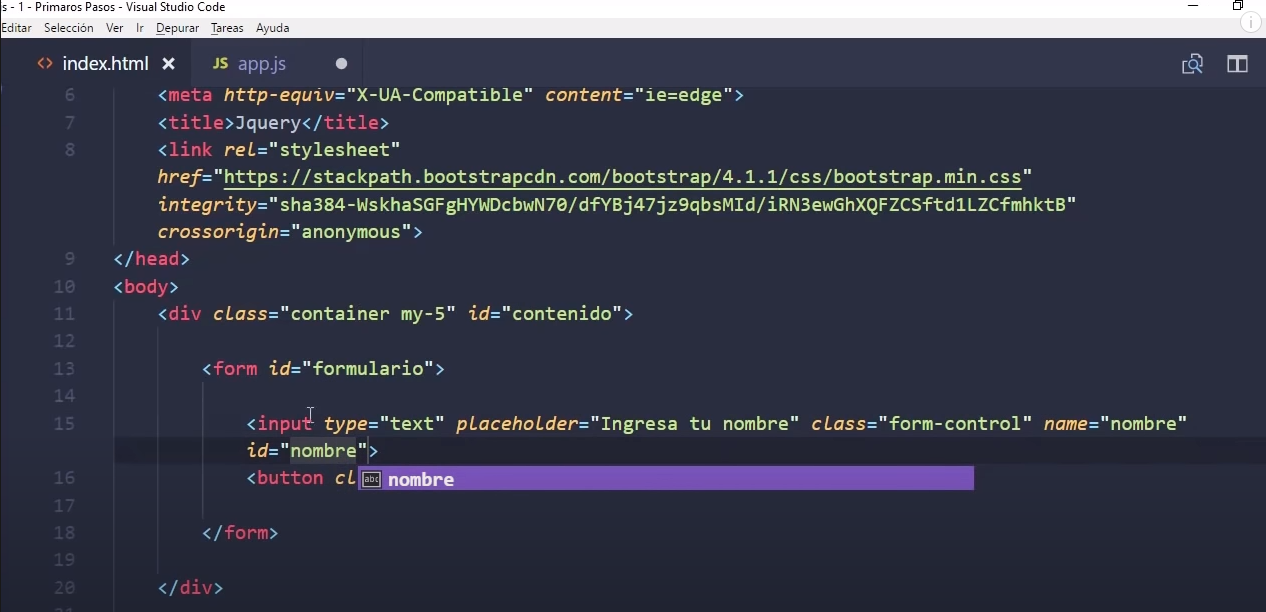 s - 1 - Primaros Pasos - Visual Studio Code
Editar Selección Ver Ir Depurar Tareas Ayuda
<> index.html × JS app.js ●
6 <meta http-equiv="X-UA-Compatible" content="ie=edge">
7 <title>Jquery</title>
8 <link rel="stylesheet"
href="https://stackpath.bootstrapcdn.com/bootstrap/4.1.1/css/bootstrap.min.css"
integrity="sha384-WskhaSGFgHYWDcbwN70/dfYBj47jz9qbsMId/iRN3ewGhXQFZCSftd1LZCfmhktB"
crossorigin="anonymous">
9 </head>
10 <body>
11 <div class="container my-5" id="contenido">
12
13 <form id="formulario">
14
15 <input type="text" placeholder="Ingresa tu nombre" class="form-control" name="nombre"
id="nombre">
16 <button cl
abc nombre
17
18 </form>
19
20 </div>